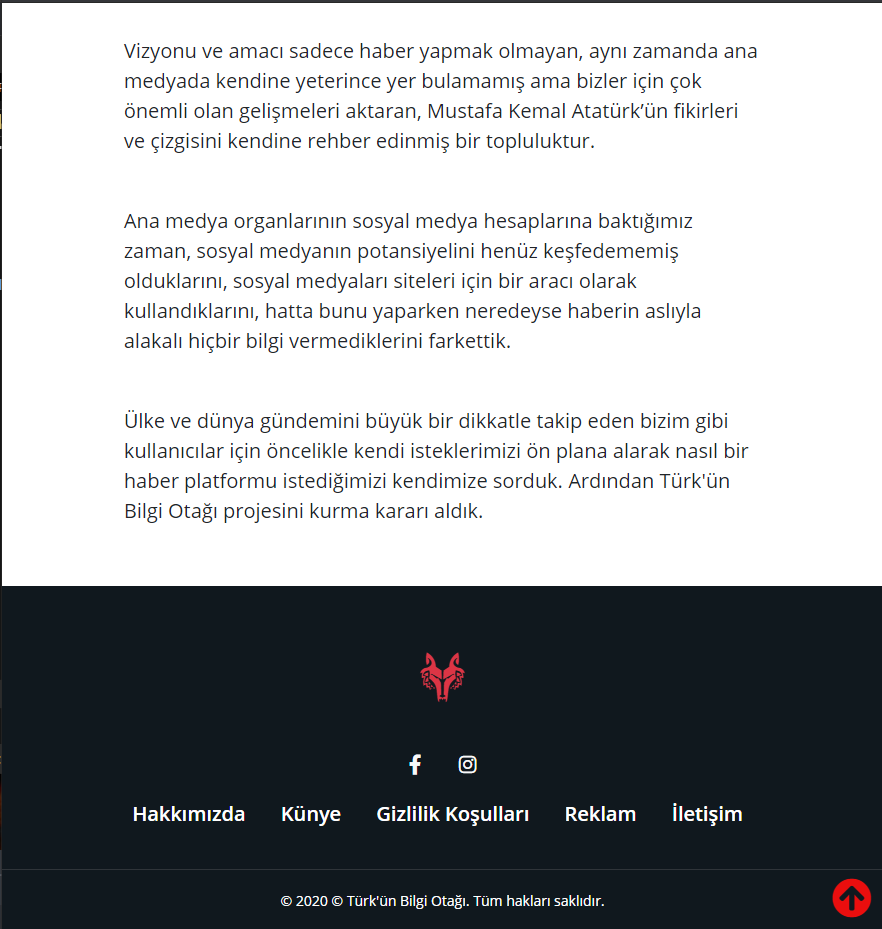 Vizyonu ve amacı sadece haber yapmak olmayan, aynı zamanda ana
medyada kendine yeterince yer bulamamış ama bizler için çok
önemli olan gelişmeleri aktaran, Mustafa Kemal Atatürk’ün fikirleri
ve çizgisini kendine rehber edinmiş bir topluluktur.
Ana medya organlarının sosyal medya hesaplarına baktığımız
zaman, sosyal medyanın potansiyelini henüz keşfedememiş
olduklarını, sosyal medyaları siteleri için bir aracı olarak
kullandıklarını, hatta bunu yaparken neredeyse haberin aslıyla
alakalı hiçbir bilgi vermediklerini farkettik.
Ülke ve dünya gündemini büyük bir dikkatle takip eden bizim gibi
kullanıcılar için öncelikle kendi isteklerimizi ön plana alarak nasıl bir
haber platformu istediğimizi kendimize sorduk. Ardından Türk'ün
Bilgi Otağı projesini kurma kararı aldık.
Hakkımızda Künye Gizlilik Koşulları Reklam İletişim
© 2020 © Türk'ün Bilgi Otağı. Tüm hakları saklıdır.